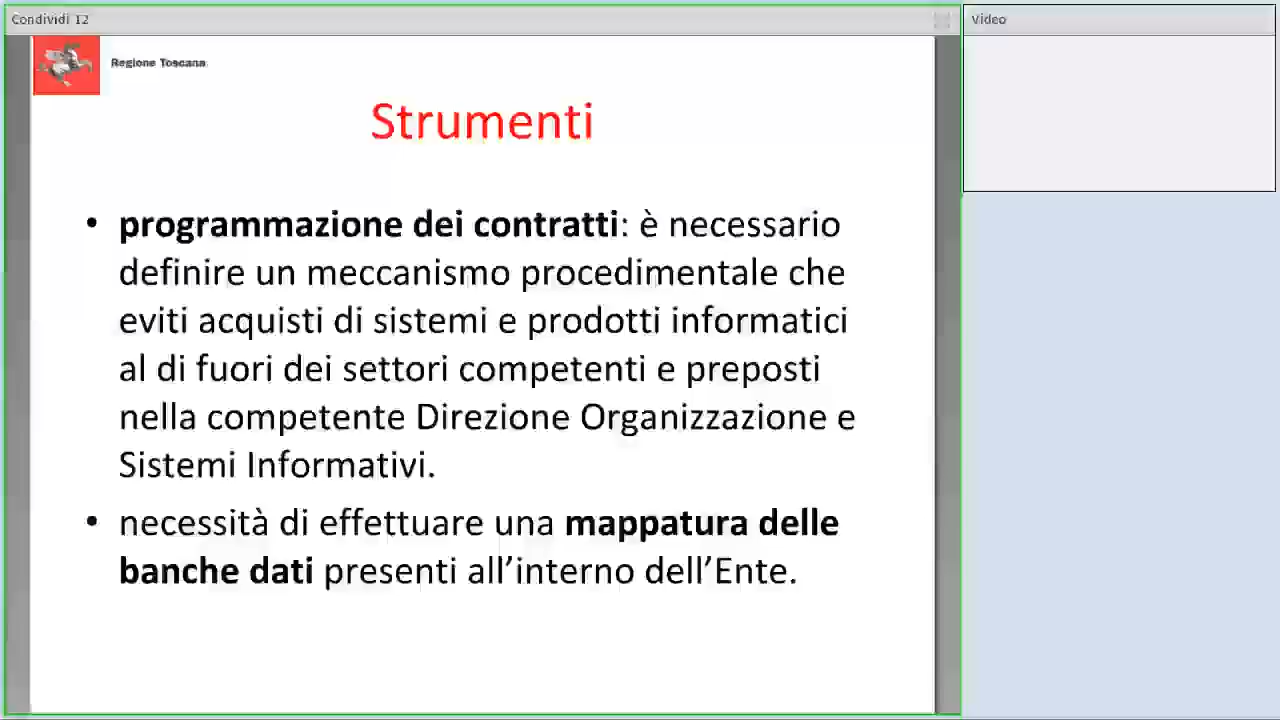 Condividi 12
Video
Regione Toscana
Strumenti
• programmazione dei contratti: è necessario
definire un meccanismo procedimentale che
eviti acquisti di sistemi e prodotti informatici
al di fuori dei settori competenti e preposti
nella competente Direzione Organizzazione e
Sistemi Informativi.
• necessità di effettuare una mappatura delle
banche dati presenti all’interno dell’Ente.